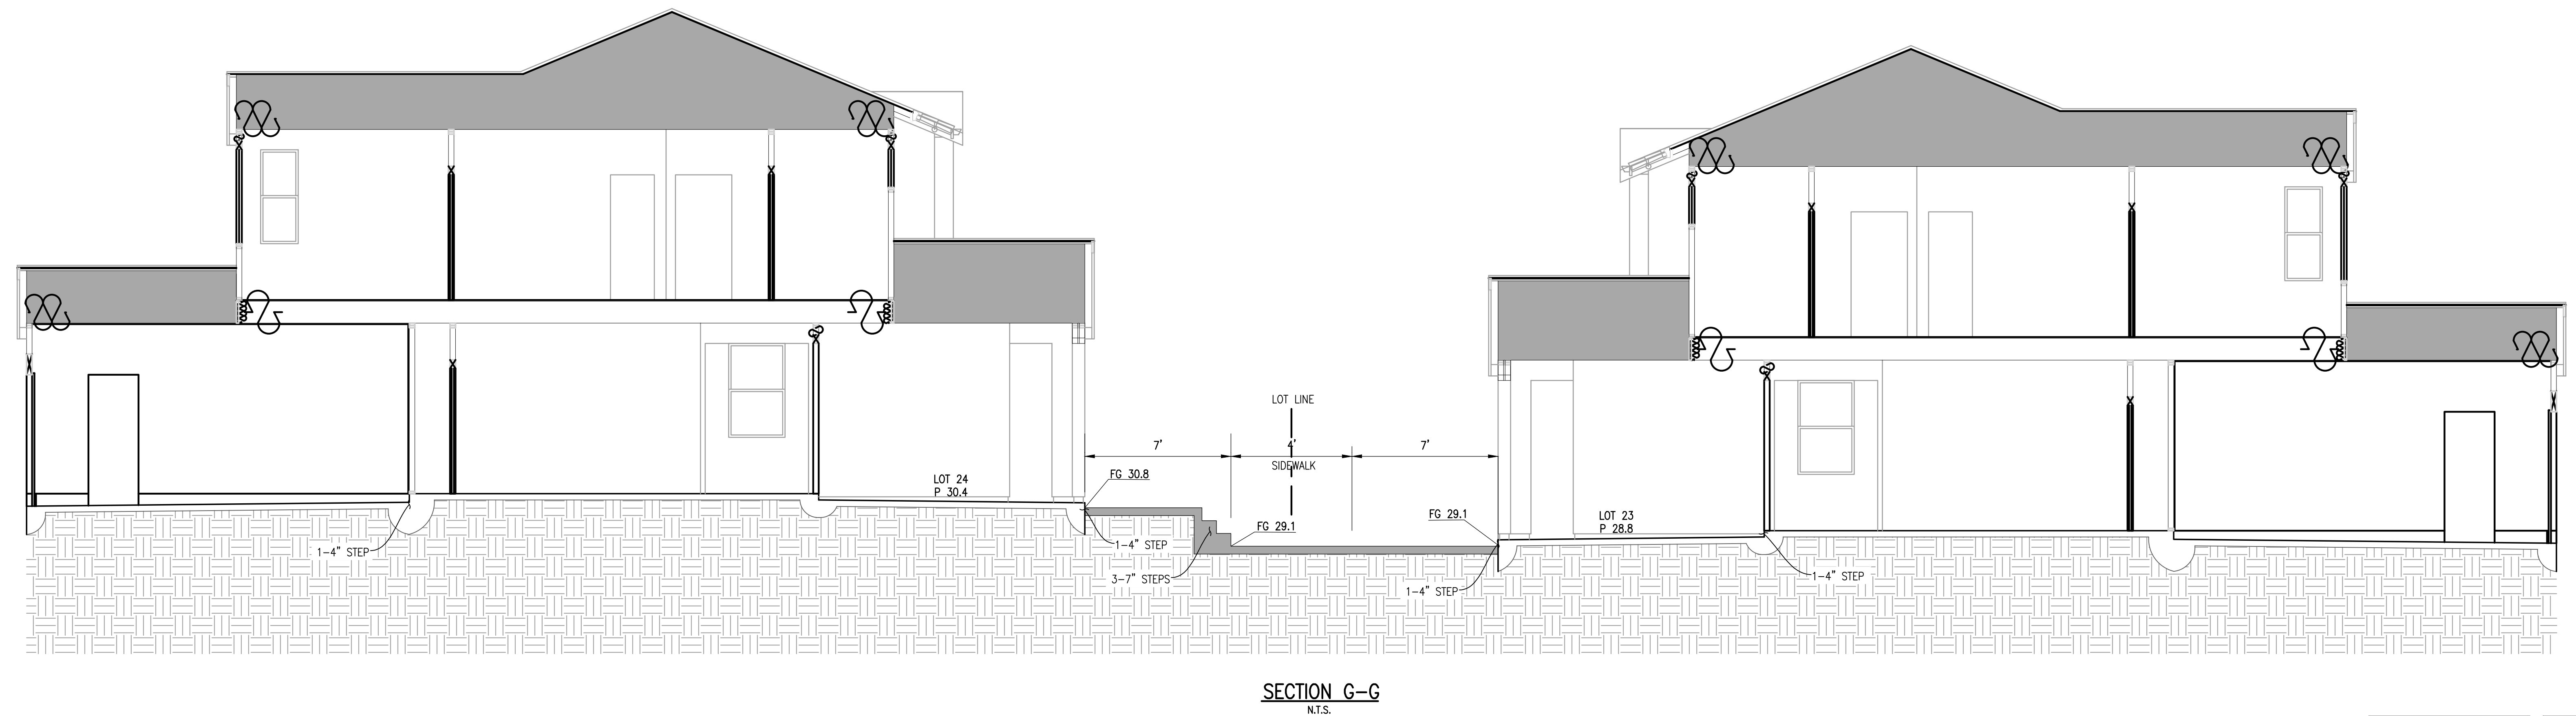 LOT LINE
7'
4'
7'
SIDEWALK
FG 30.8
LOT 24
P 30.4
FG 29.1
FG 29.1
LOT 23
P 28.8
1-4" STEP
1-4" STEP
3-7" STEPS
1-4" STEP
1-4" STEP
SECTION G-G
N.T.S.